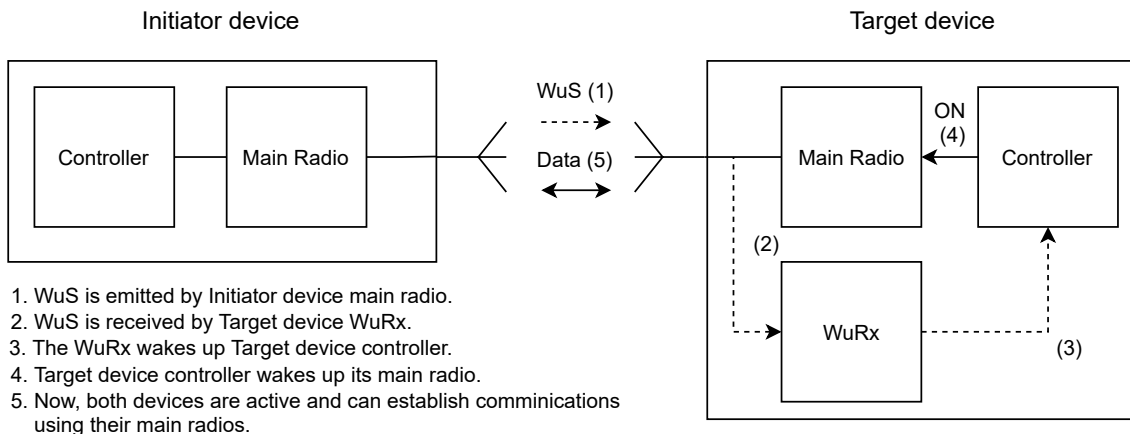 Initiator device
Target device
WuS (1)
ON
(4)
Controller
Main Radio
Data (5)
Main Radio
Controller
(2)
WuRx
(3)
1. WuS is emitted by Initiator device main radio.
2. WuS is received by Target device WuRx.
3. The WuRx wakes up Target device controller.
4. Target device controller wakes up its main radio.
5. Now, both devices are active and can establish comminications
using their main radios.